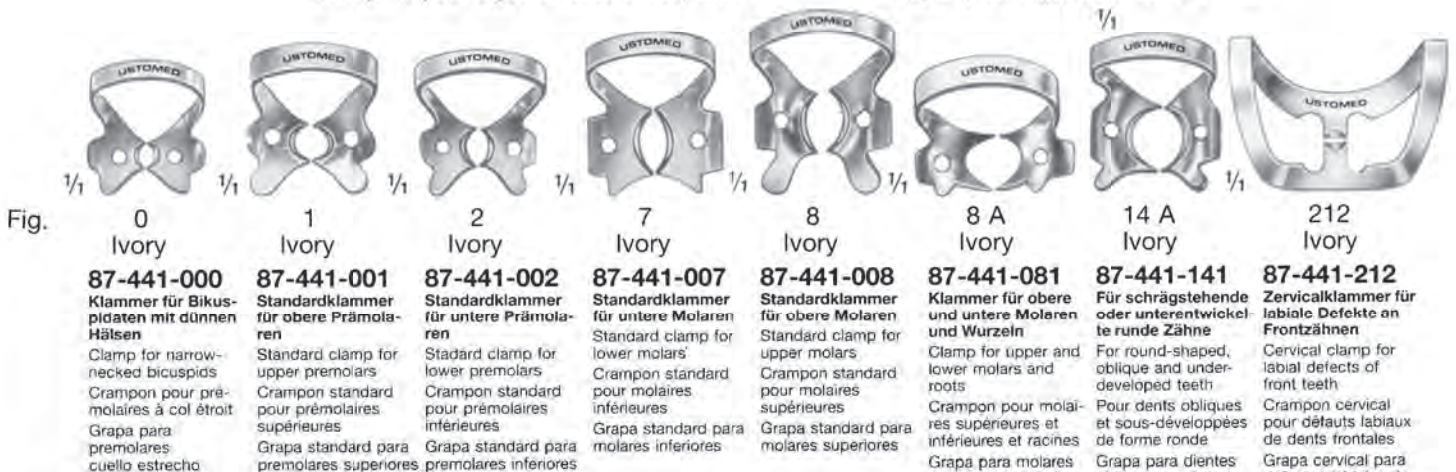 1/1
USTOMED USTOMED USTOMED USTOMED USTOMED USTOMED USTOMED USTOMED
1/1 1/1 1/1 1/1 1/1 1/1 1/1
Fig. 0 1 2 7 8 8 A 14 A 212
Ivory Ivory Ivory Ivory Ivory Ivory Ivory Ivory
87-441-000
Klammer für Bikus-
pidaten mit dünnen
Hälsen
Clamp for narrow-
necked bicuspids
Crampon pour pré-
molaires à col étroit
Grapa para
premolares
cuello estrecho
87-441-001
Standardklammer
für obere Prämola-
ren
Standard clamp for
upper premolars
Crampon standard
pour prémolaires
supérieures
Grapa standard para
premolares superiores
87-441-002
Standardklammer
für untere Prämola-
ren
Stadard clamp for
lower premolars
Crampon standard
pour prémolaires
inférieures
Grapa standard para
premolares inferiores
87-441-007
Standardklammer
für untere Molaren
Standard clamp for
lower molars
Crampon standard
pour molaires
inférieures
Grapa standard para
molares inferiores
87-441-008
Standardklammer
für obere Molaren
Standard clamp for
upper molars
Crampon standard
pour molaires
supérieures
Grapa standard para
molares superiores
87-441-081
Klammer für obere
und untere Molaren
und Wurzeln
Clamp for upper and
lower molars and
roots
Crampon pour molai-
res supérieures et
inférieures et racines
Grapa para molares
87-441-141
Für schrägstehende
oder unterentwickel-
te runde Zähne
For round-shaped,
oblique and under-
developed teeth
Pour dents obliques
et sous-développées
de forme ronde
Grapa para dientes
87-441-212
Zervicalklammer für
labiale Defekte an
Frontzähnen
Cervical clamp for
labial defects of
front teeth
Crampon cervical
pour défauts labiaux
de dents frontales
Grapa cervical para